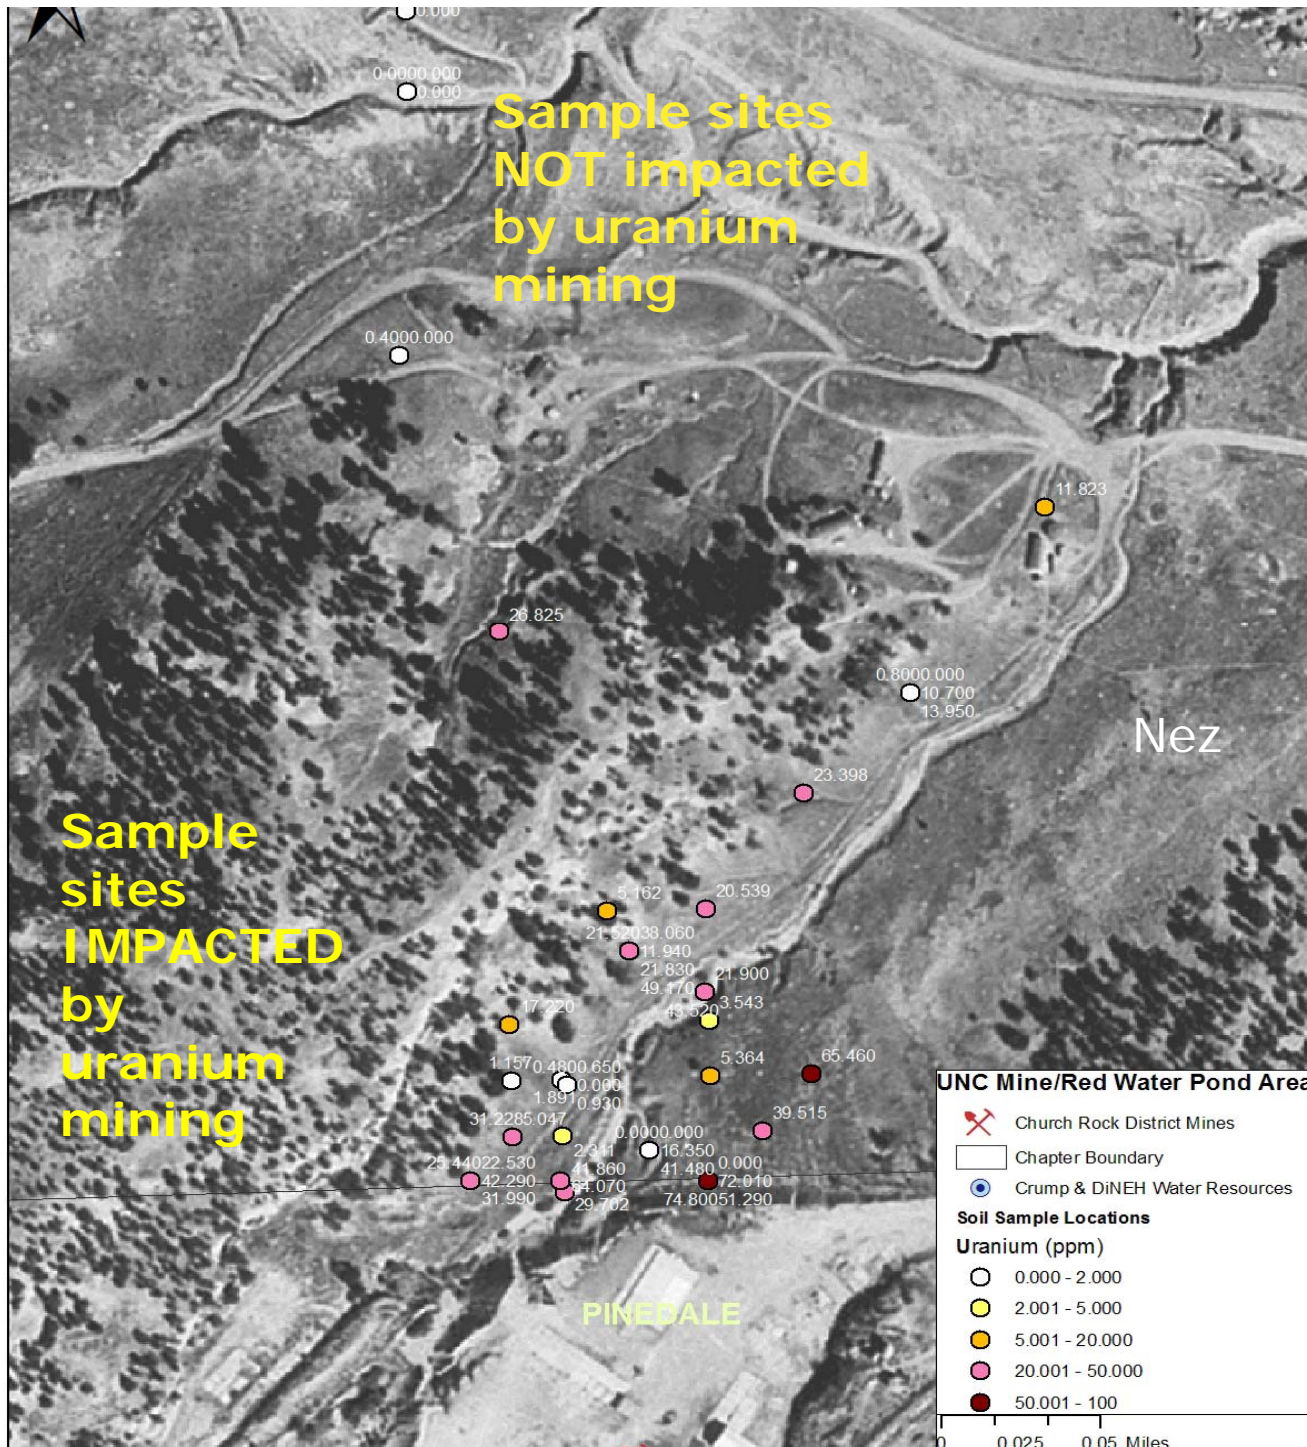 0.000
0.0000.000
0.000
Sample sites
NOT impacted
by uranium
mining
0.4000.000
11.823
26.825
0.8000.000
10.700
13.950
Nez
23.398
Sample
sites
IMPACTED
by
uranium
mining
5.162
20.539
21.52038.060
11.940
21.830
49.170
21.900
3.543
43.520
17.220
1.157
0.4800.650
0.000
1.891
0.930
5.364
65.460
31.2285.047
39.515
0.0000.000
2.311
16.350
25.4402.530
41.860
41.480
0.000
42.290
72.010
31.990
29.702
74.80051.290
PINEDALE
UNC Mine/Red Water Pond Area
Church Rock District Mines
Chapter Boundary
Crump & DiNEH Water Resources
Soil Sample Locations
Uranium (ppm)
0.000 - 2.000
2.001 - 5.000
5.001 - 20.000
20.001 - 50.000
50.001 - 100
0 0.025 0.05 Miles